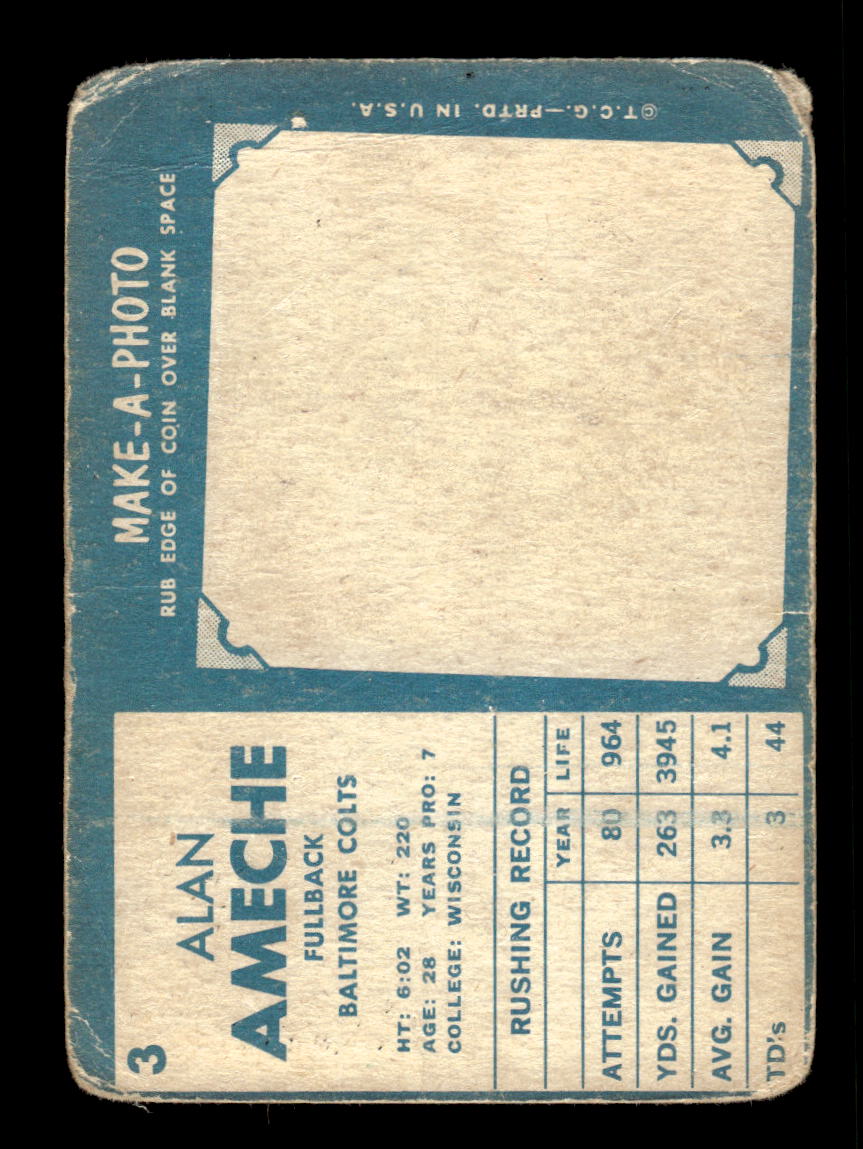 3
ALAN
AMECHE
FULLBACK
BALTIMORE COLTS
HT: 6:02 WT: 220
AGE: 28 YEARS PRO: 7
COLLEGE: WISCONSIN
RUSHING RECORD
YEAR LIFE
ATTEMPTS 80 964
YDS. GAINED 263 3945
AVG. GAIN 3.3 4.1
TD's 3 44
MAKE-A-PHOTO
RUB EDGE OF COIN OVER BLANK SPACE
©T.C.G.—PRTD. IN U.S.A.